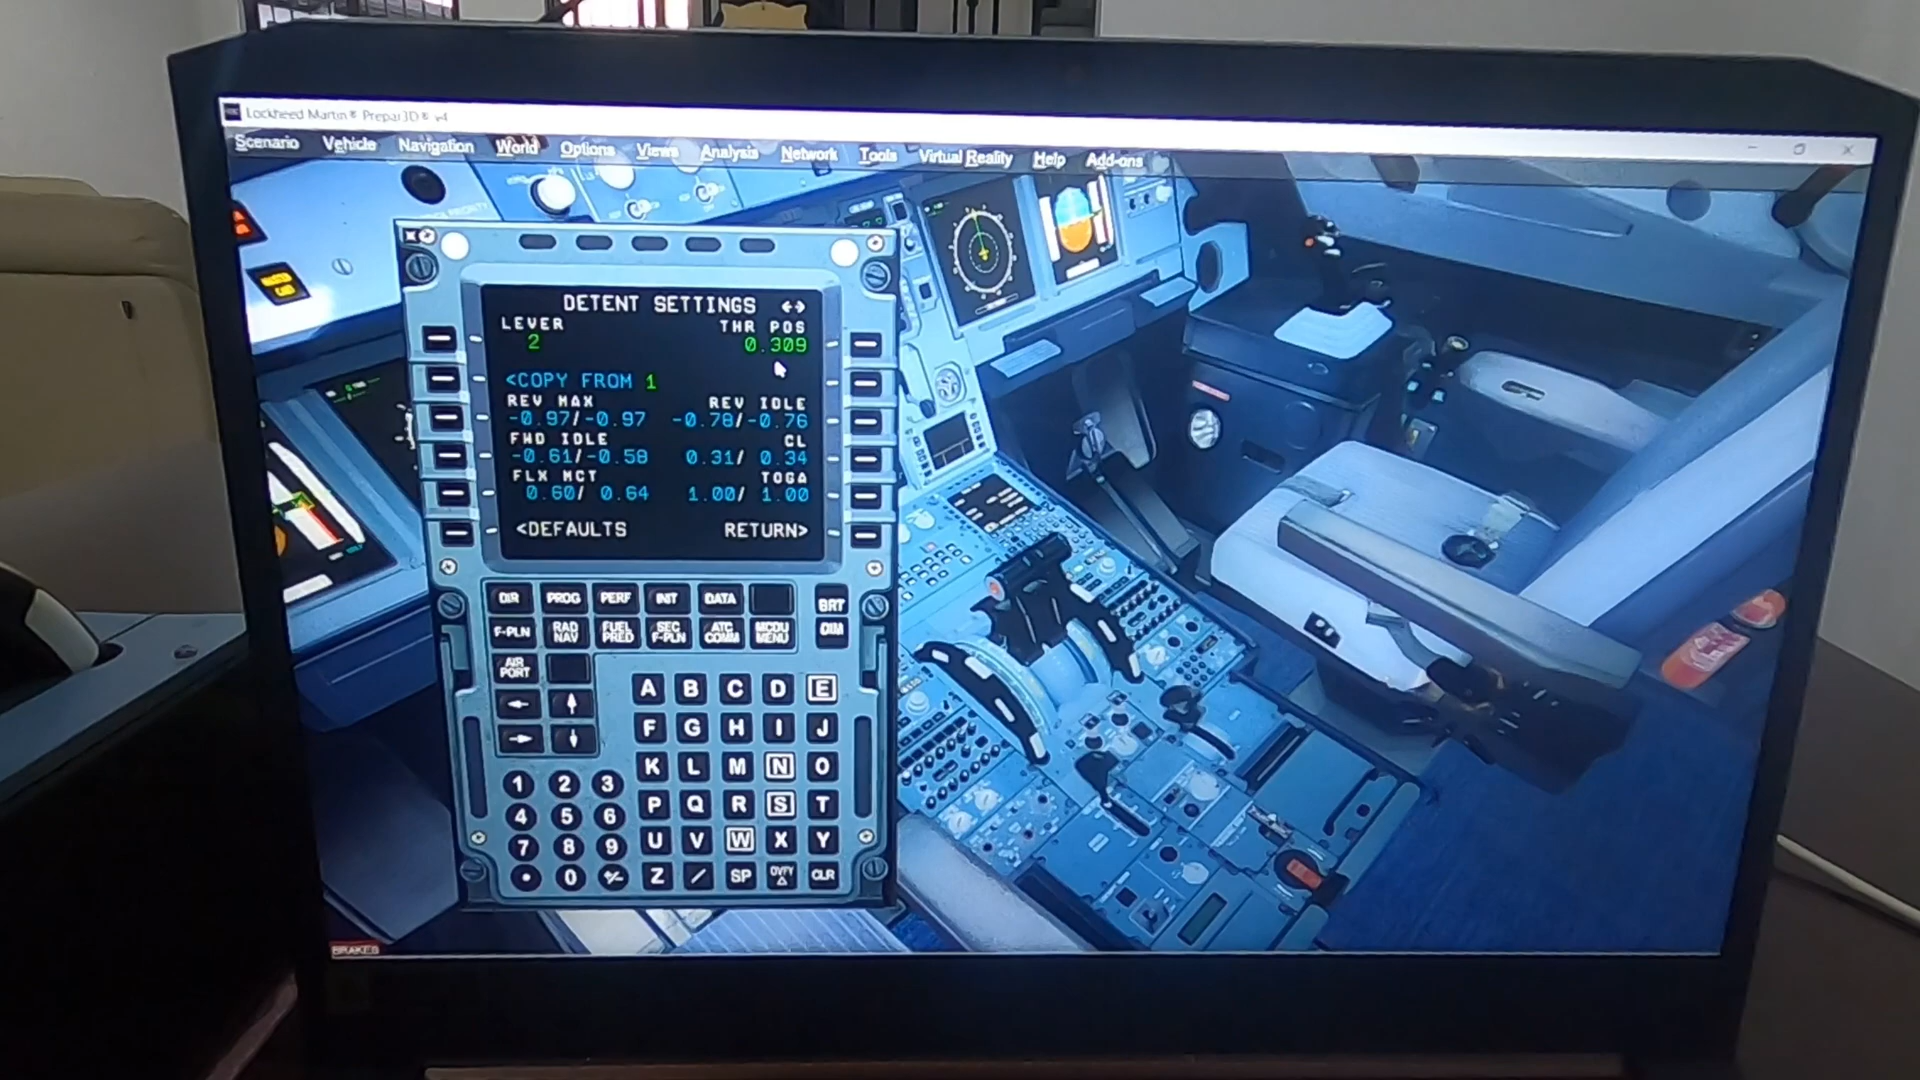 Lockheed Martin® Prepar3D® v4
Scenario Vehicle Navigation World Options Views Analysis Network Tools Virtual Reality Help Add-ons
DETENT SETTINGS ↔
LEVER THR POS
2 0.309
<COPY FROM 1
REV MAX REV IDLE
-0.97/-0.97 -0.78/-0.76
FWD IDLE CL
-0.61/-0.58 0.31/ 0.34
FLX MCT TOGA
0.60/ 0.64 1.00/ 1.00
<DEFAULTS RETURN>
DIR PROG PERF INIT DATA BRT
F-PLN RAD NAV FUEL PRED SEC F-PLN ATC COMM MCDU MENU DIM
AIR PORT
← ↑
→ ↓
A B C D E
F G H I J
K L M N O
1 2 3 P Q R S T
4 5 6 U V W X Y
7 8 9 Z / SP OVFY △ CLR
. 0 +/-
BRAKES